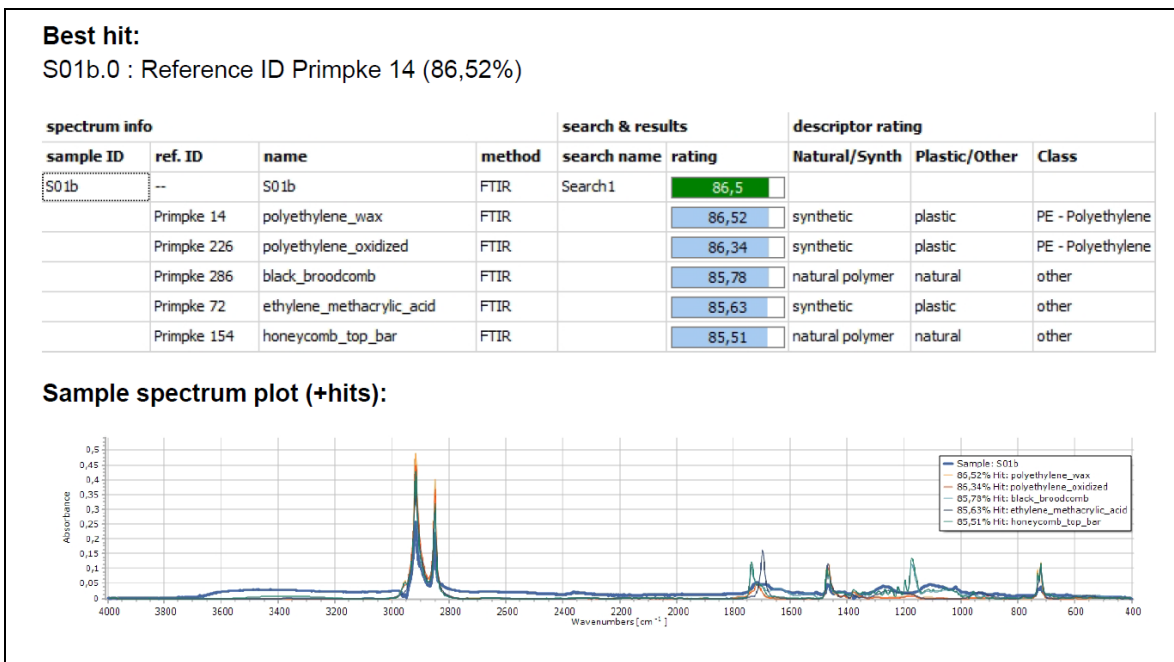 Best hit:
S01b.0 : Reference ID Primpke 14 (86,52%)
spectrum info search & results descriptor rating
sample ID ref. ID name method search name rating Natural/Synth Plastic/Other Class
S01b -- S01b FTIR Search1 86,5
Primpke 14 polyethylene_wax FTIR 86,52 synthetic plastic PE - Polyethylene
Primpke 226 polyethylene_oxidized FTIR 86,34 synthetic plastic PE - Polyethylene
Primpke 286 black_broodcomb FTIR 85,78 natural polymer natural other
Primpke 72 ethylene_methacrylic_acid FTIR 85,63 synthetic plastic other
Primpke 154 honeycomb_top_bar FTIR 85,51 natural polymer natural other
Sample spectrum plot (+hits):
0,5
0,45
0,4
0,35
0,3
0,25
0,2
0,15
0,1
0,05
0
Absorbance
Sample: S01b
86,52% Hit: polyethylene_wax
86,34% Hit: polyethylene_oxidized
85,78% Hit: black_broodcomb
85,63% Hit: ethylene_methacrylic_acid
85,51% Hit: honeycomb_top_bar
4000 3800 3600 3400 3200 3000 2800 2600 2400 2200 2000 1800 1600 1400 1200 1000 800 600 400
Wavenumbers [cm⁻¹]